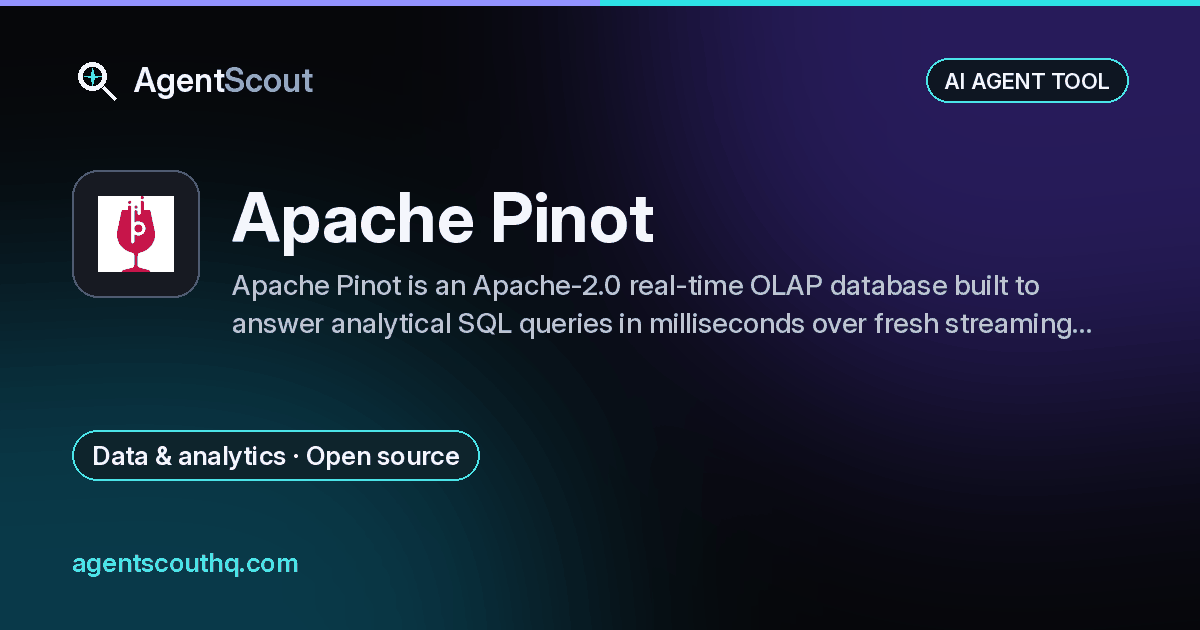 AgentScout
AI AGENT TOOL
Apache Pinot
Apache Pinot is an Apache-2.0 real-time OLAP database built to
answer analytical SQL queries in milliseconds over fresh streaming...
Data & analytics · Open source
agentscouthq.com